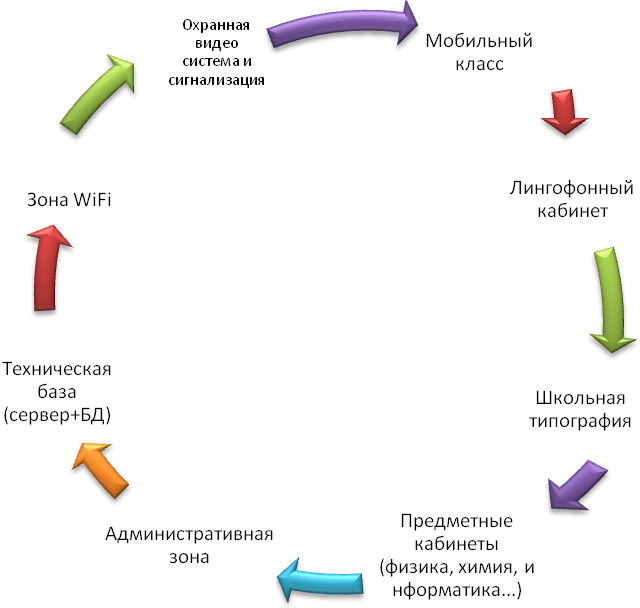 Охранная
видео
система и
сигнализация
Мобильный
класс
Лингофонный
кабинет
Школьная
типография
Предметные
кабинеты
(физика, химия, и
нформатика...)
Административная
зона
Техническая
база
(сервер+БД)
Зона WiFi